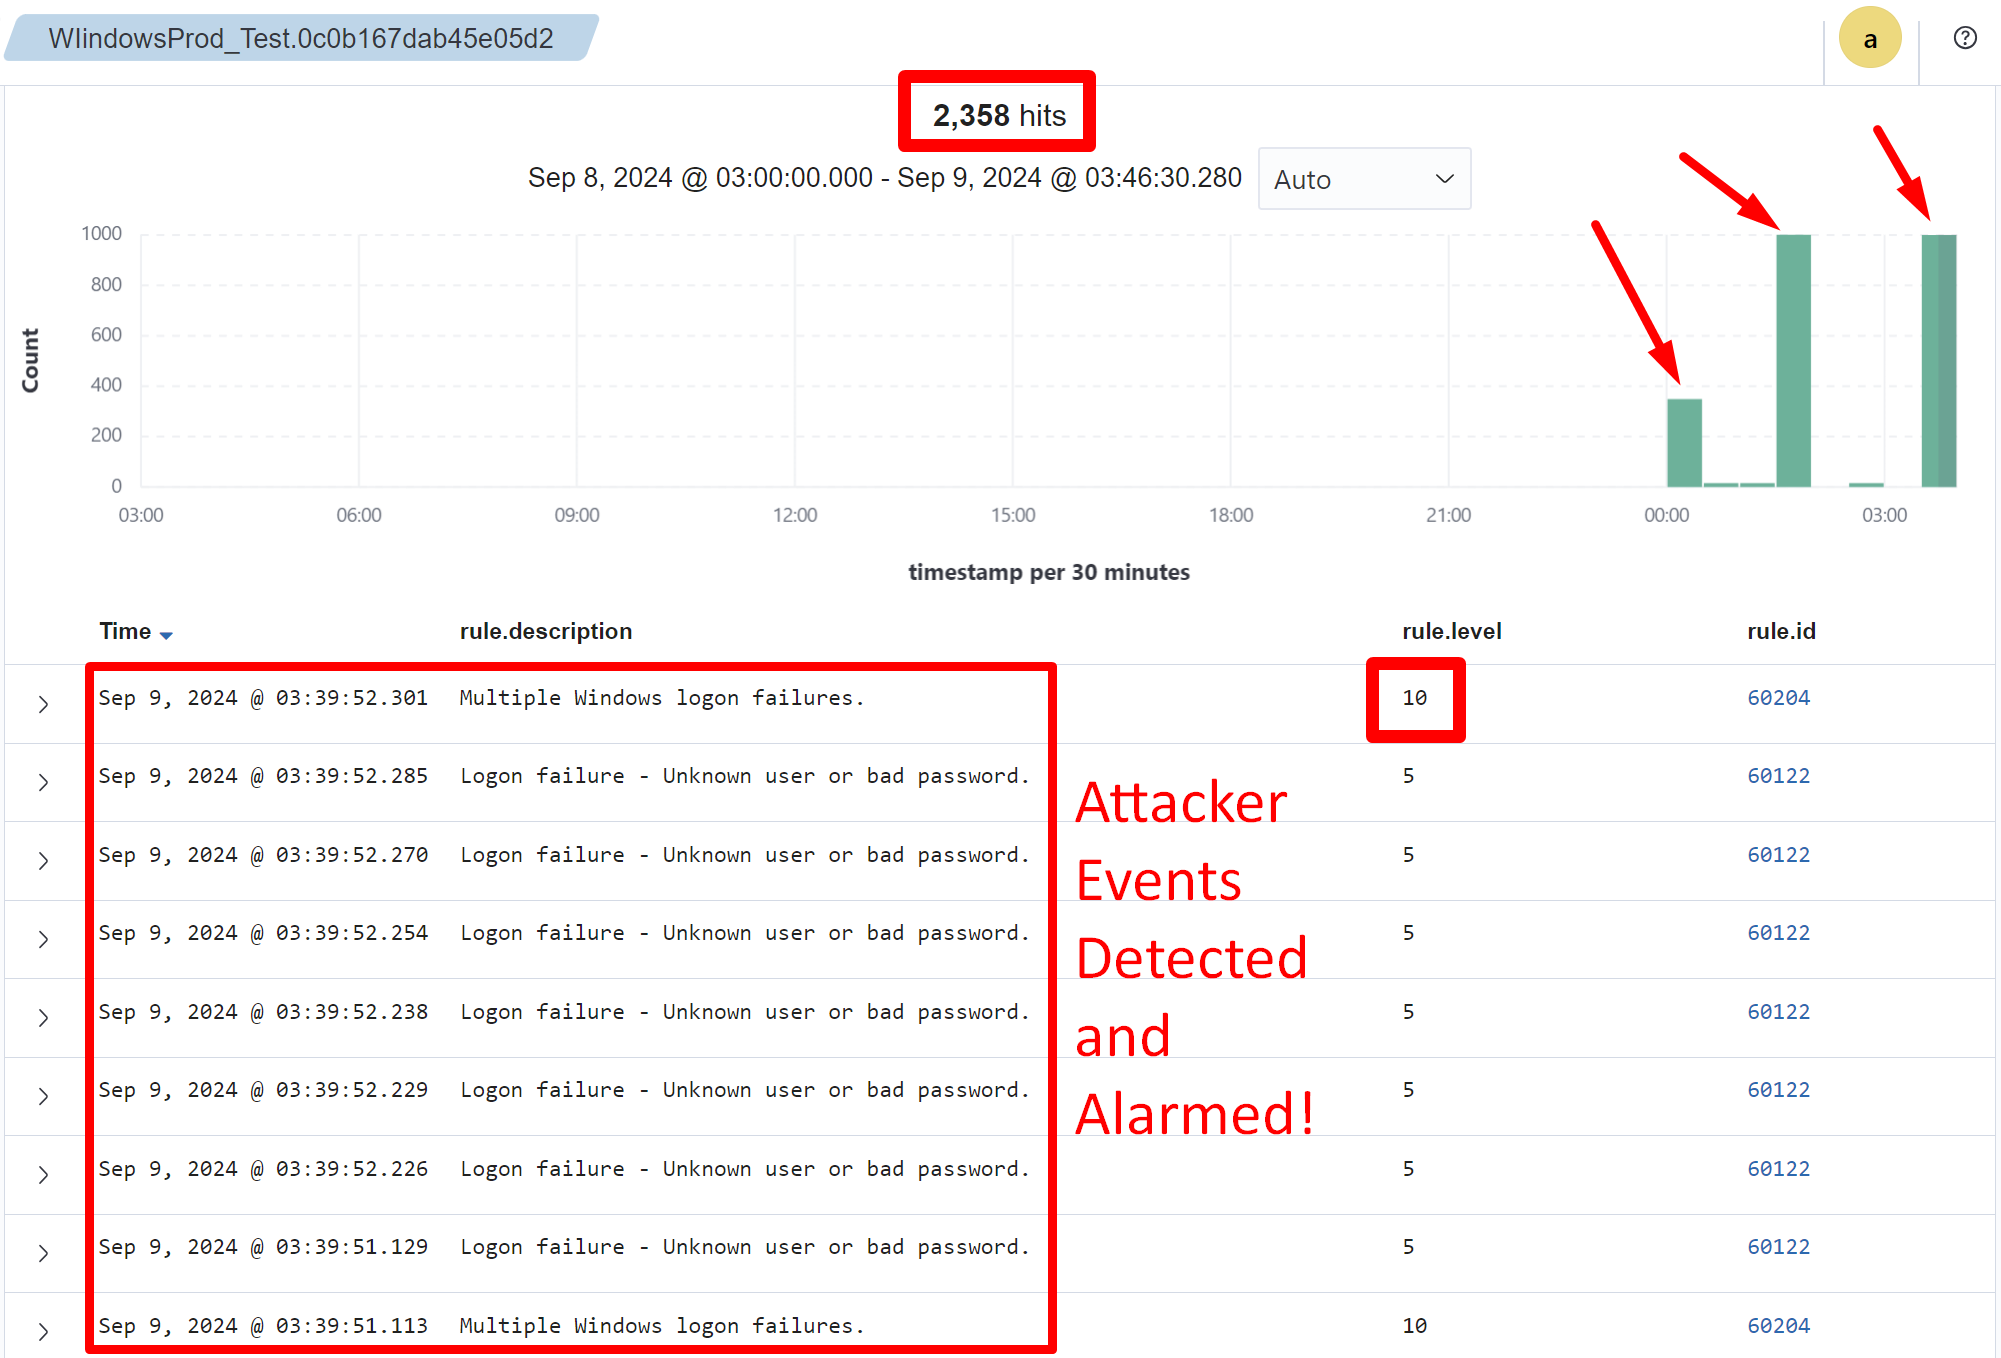 WIindowsProd_Test.0c0b167dab45e05d2
a
2,358 hits
Sep 8, 2024 @ 03:00:00.000 - Sep 9, 2024 @ 03:46:30.280 Auto
1000
800
600
400
200
0
Count
03:00 06:00 09:00 12:00 15:00 18:00 21:00 00:00 03:00
timestamp per 30 minutes
Time rule.description rule.level rule.id
Sep 9, 2024 @ 03:39:52.301 Multiple Windows logon failures. 10 60204
Sep 9, 2024 @ 03:39:52.285 Logon failure - Unknown user or bad password. 5 60122
Sep 9, 2024 @ 03:39:52.270 Logon failure - Unknown user or bad password. 5 60122
Sep 9, 2024 @ 03:39:52.254 Logon failure - Unknown user or bad password. 5 60122
Sep 9, 2024 @ 03:39:52.238 Logon failure - Unknown user or bad password. 5 60122
Sep 9, 2024 @ 03:39:52.229 Logon failure - Unknown user or bad password. 5 60122
Sep 9, 2024 @ 03:39:52.226 Logon failure - Unknown user or bad password. 5 60122
Sep 9, 2024 @ 03:39:51.129 Logon failure - Unknown user or bad password. 5 60122
Sep 9, 2024 @ 03:39:51.113 Multiple Windows logon failures. 10 60204
Attacker
Events
Detected
and
Alarmed!